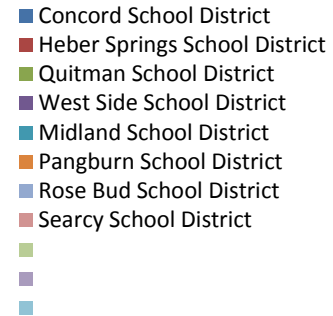 Concord School District
Heber Springs School District
Quitman School District
West Side School District
Midland School District
Pangburn School District
Rose Bud School District
Searcy School District